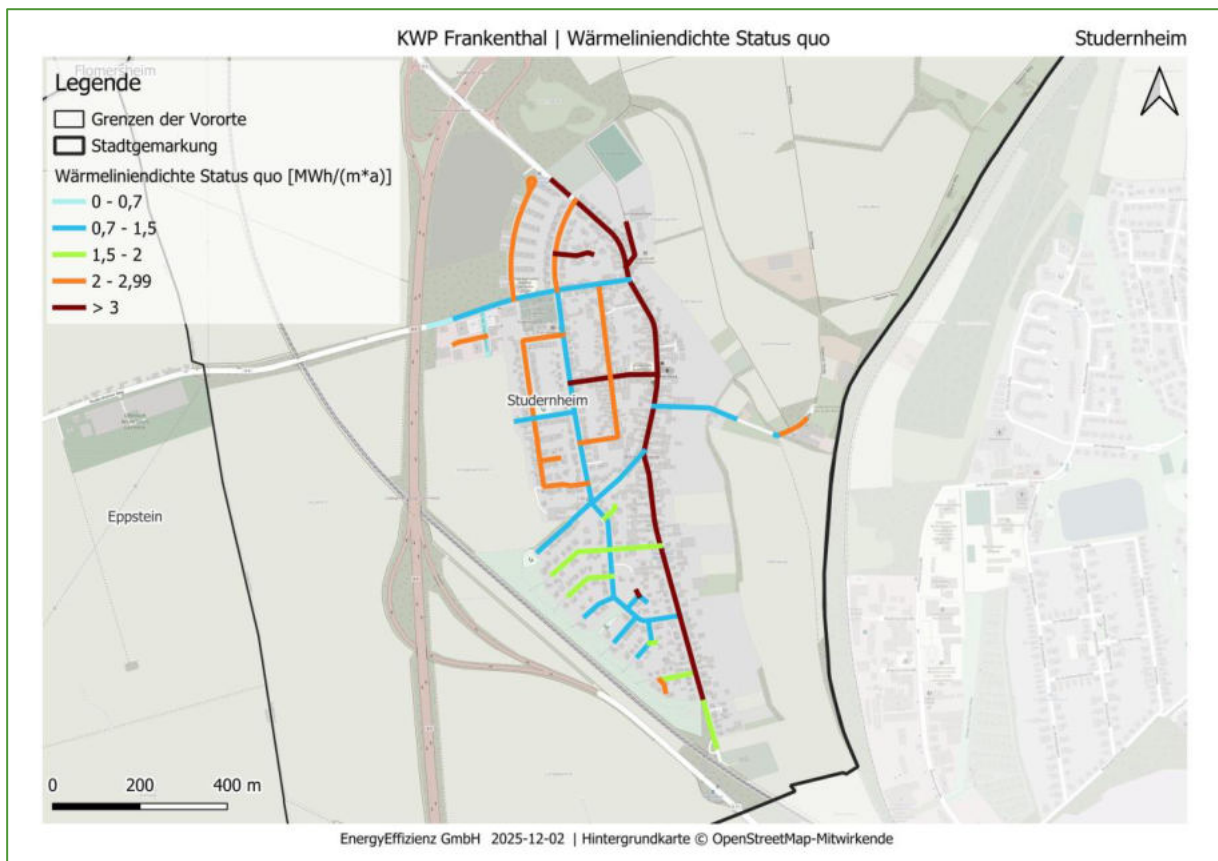 KWP Frankenthal | Wärmeliniendichte Status quo
Studernheim
Flomersheim
Legende
Grenzen der Vororte
Stadtgemarkung
Wärmeliniendichte Status quo [MWh/(m*a)]
0 - 0,7
0,7 - 1,5
1,5 - 2
2 - 2,99
> 3
Studernheim
Eppstein
0 200 400 m
EnergyEffizienz GmbH 2025-12-02 | Hintergrundkarte © OpenStreetMap-Mitwirkende